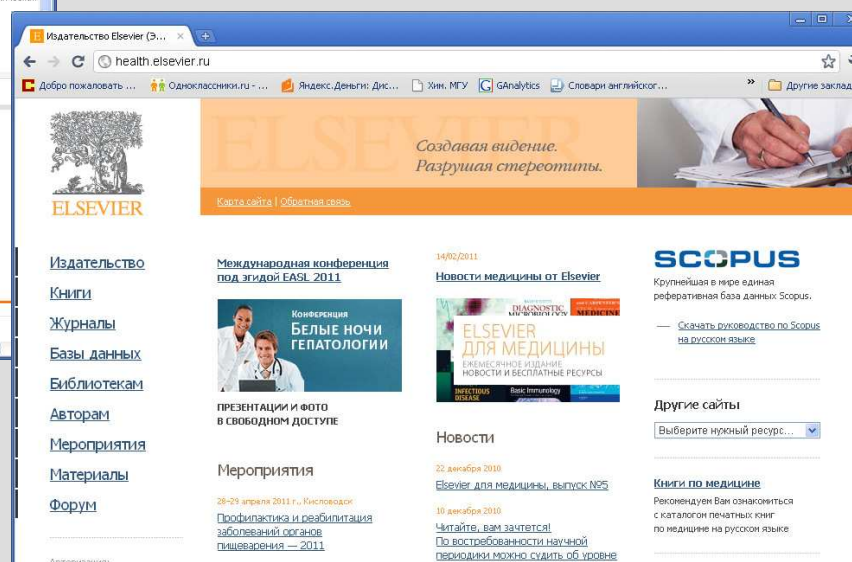 Издательство Elsevier (Э...
health.elsevier.ru
Добро пожаловать ...
Одноклассники.ru - ...
Яндекс.Деньги: Дис...
Хин. МГУ
GAnalytics
Словари английског...
»
Другие заклад
ELSEVIER
ELSEVIER
Создавая видение.
Разрушая стереотипы.
Карта сайта | Обратная связь
Издательство
Книги
Журналы
Базы данных
Библиотекам
Авторам
Мероприятия
Материалы
Форум
Международная конференция
под эгидой EASL 2011
Конференция
Белые ночи
гепатологии
ПРЕЗЕНТАЦИИ И ФОТО
В СВОБОДНОМ ДОСТУПЕ
Мероприятия
28-29 апреля 2011 г., Кисловодск
Профилактика и реабилитация
заболеваний органов
пищеварения — 2011
14/02/2011
Новости медицины от Elsevier
DIAGNOSTIC
MICROBIOLOGY
MEDICINE
ELSEVIER
ДЛЯ МЕДИЦИНЫ
ЕЖЕМЕСЯЧНОЕ ИЗДАНИЕ
НОВОСТИ И БЕСПЛАТНЫЕ РЕСУРСЫ
INFECTIOUS
DISEASE
Basic Immunology
Новости
22 декабря 2010
Elsevier для медицины, выпуск №5
10 декабря 2010
Читайте, вам зачтется!
По востребованности научной
периодики можно судить об уровне
SCOPUS
Крупнейшая в мире единая
реферативная база данных Scopus.
— Скачать руководство по Scopus
на русском языке
Другие сайты
Выберите нужный ресурс...
Книги по медицине
Рекомендуем Вам ознакомиться
с каталогом печатных книг
по медицине на русском языке